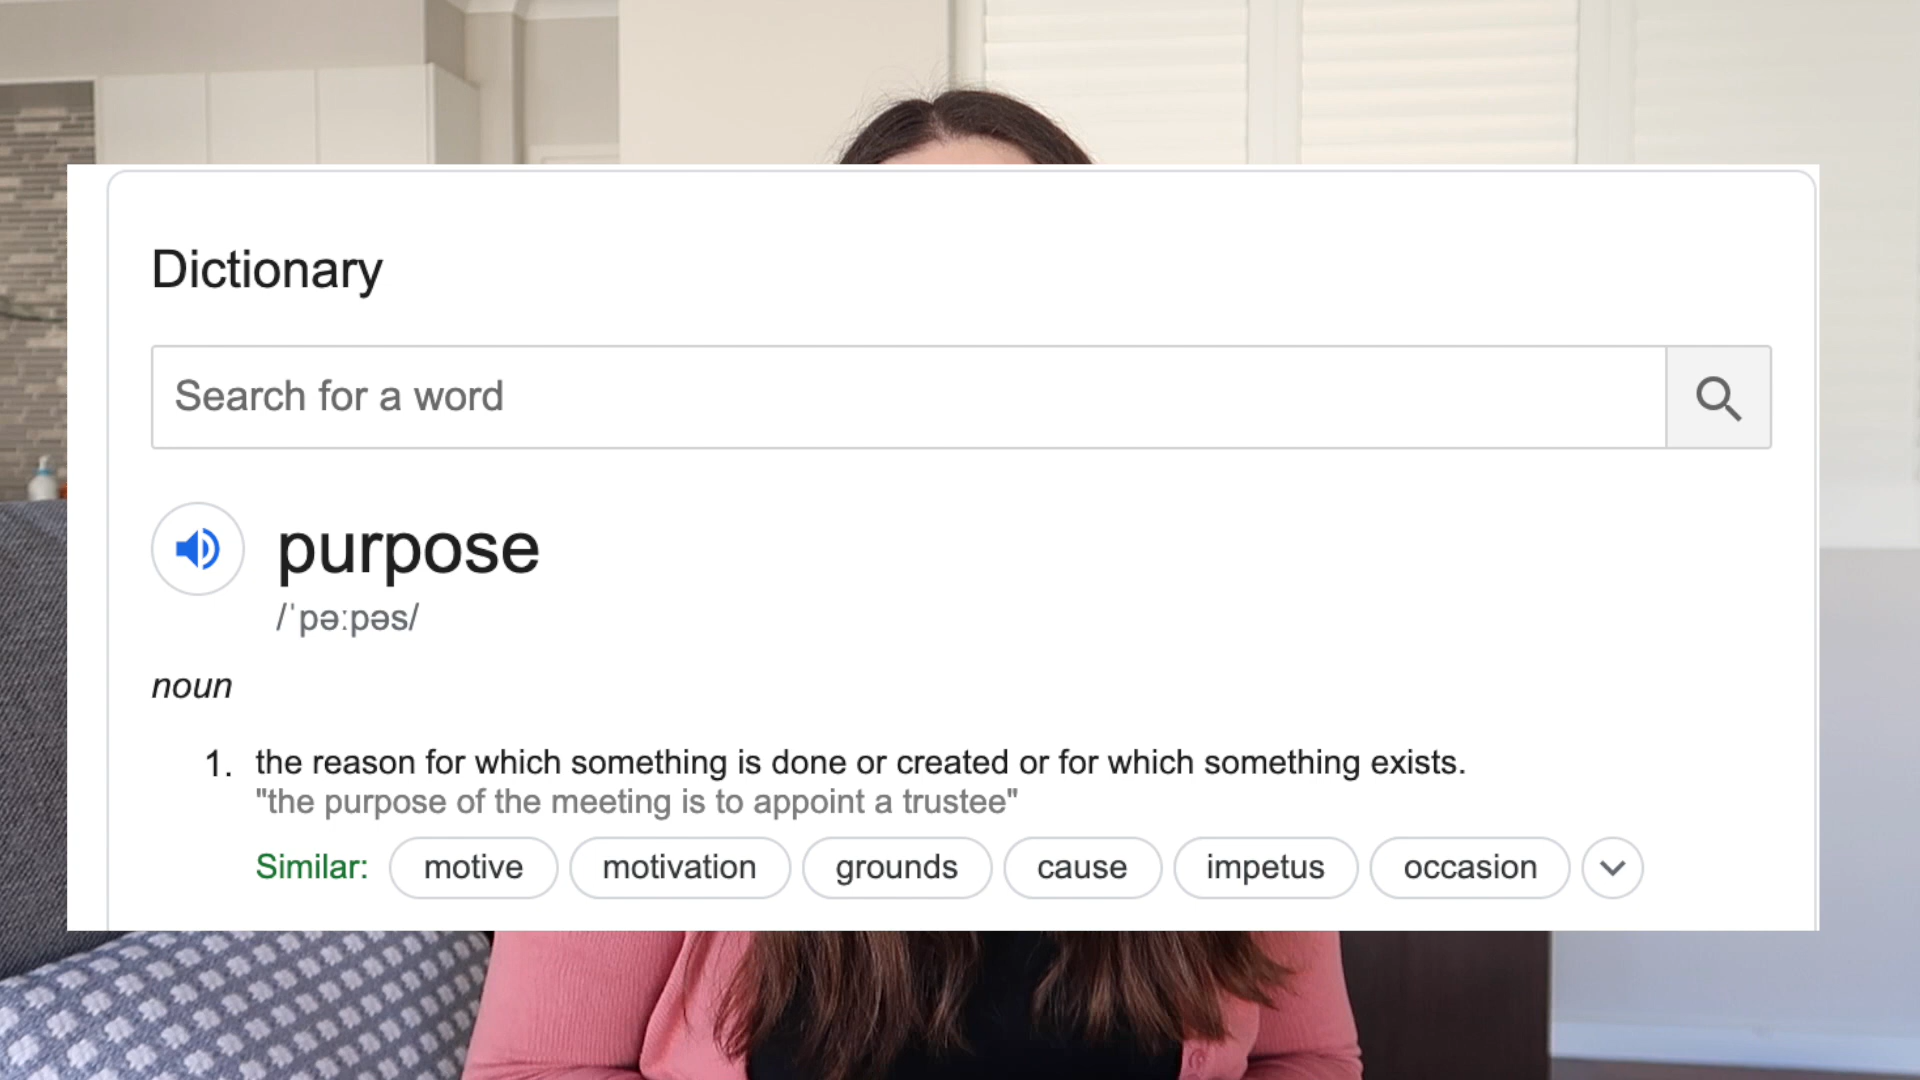 Dictionary
Search for a word
purpose
/ˈpəːpəs/
noun
1. the reason for which something is done or created or for which something exists.
"the purpose of the meeting is to appoint a trustee"
Similar: motive motivation grounds cause impetus occasion